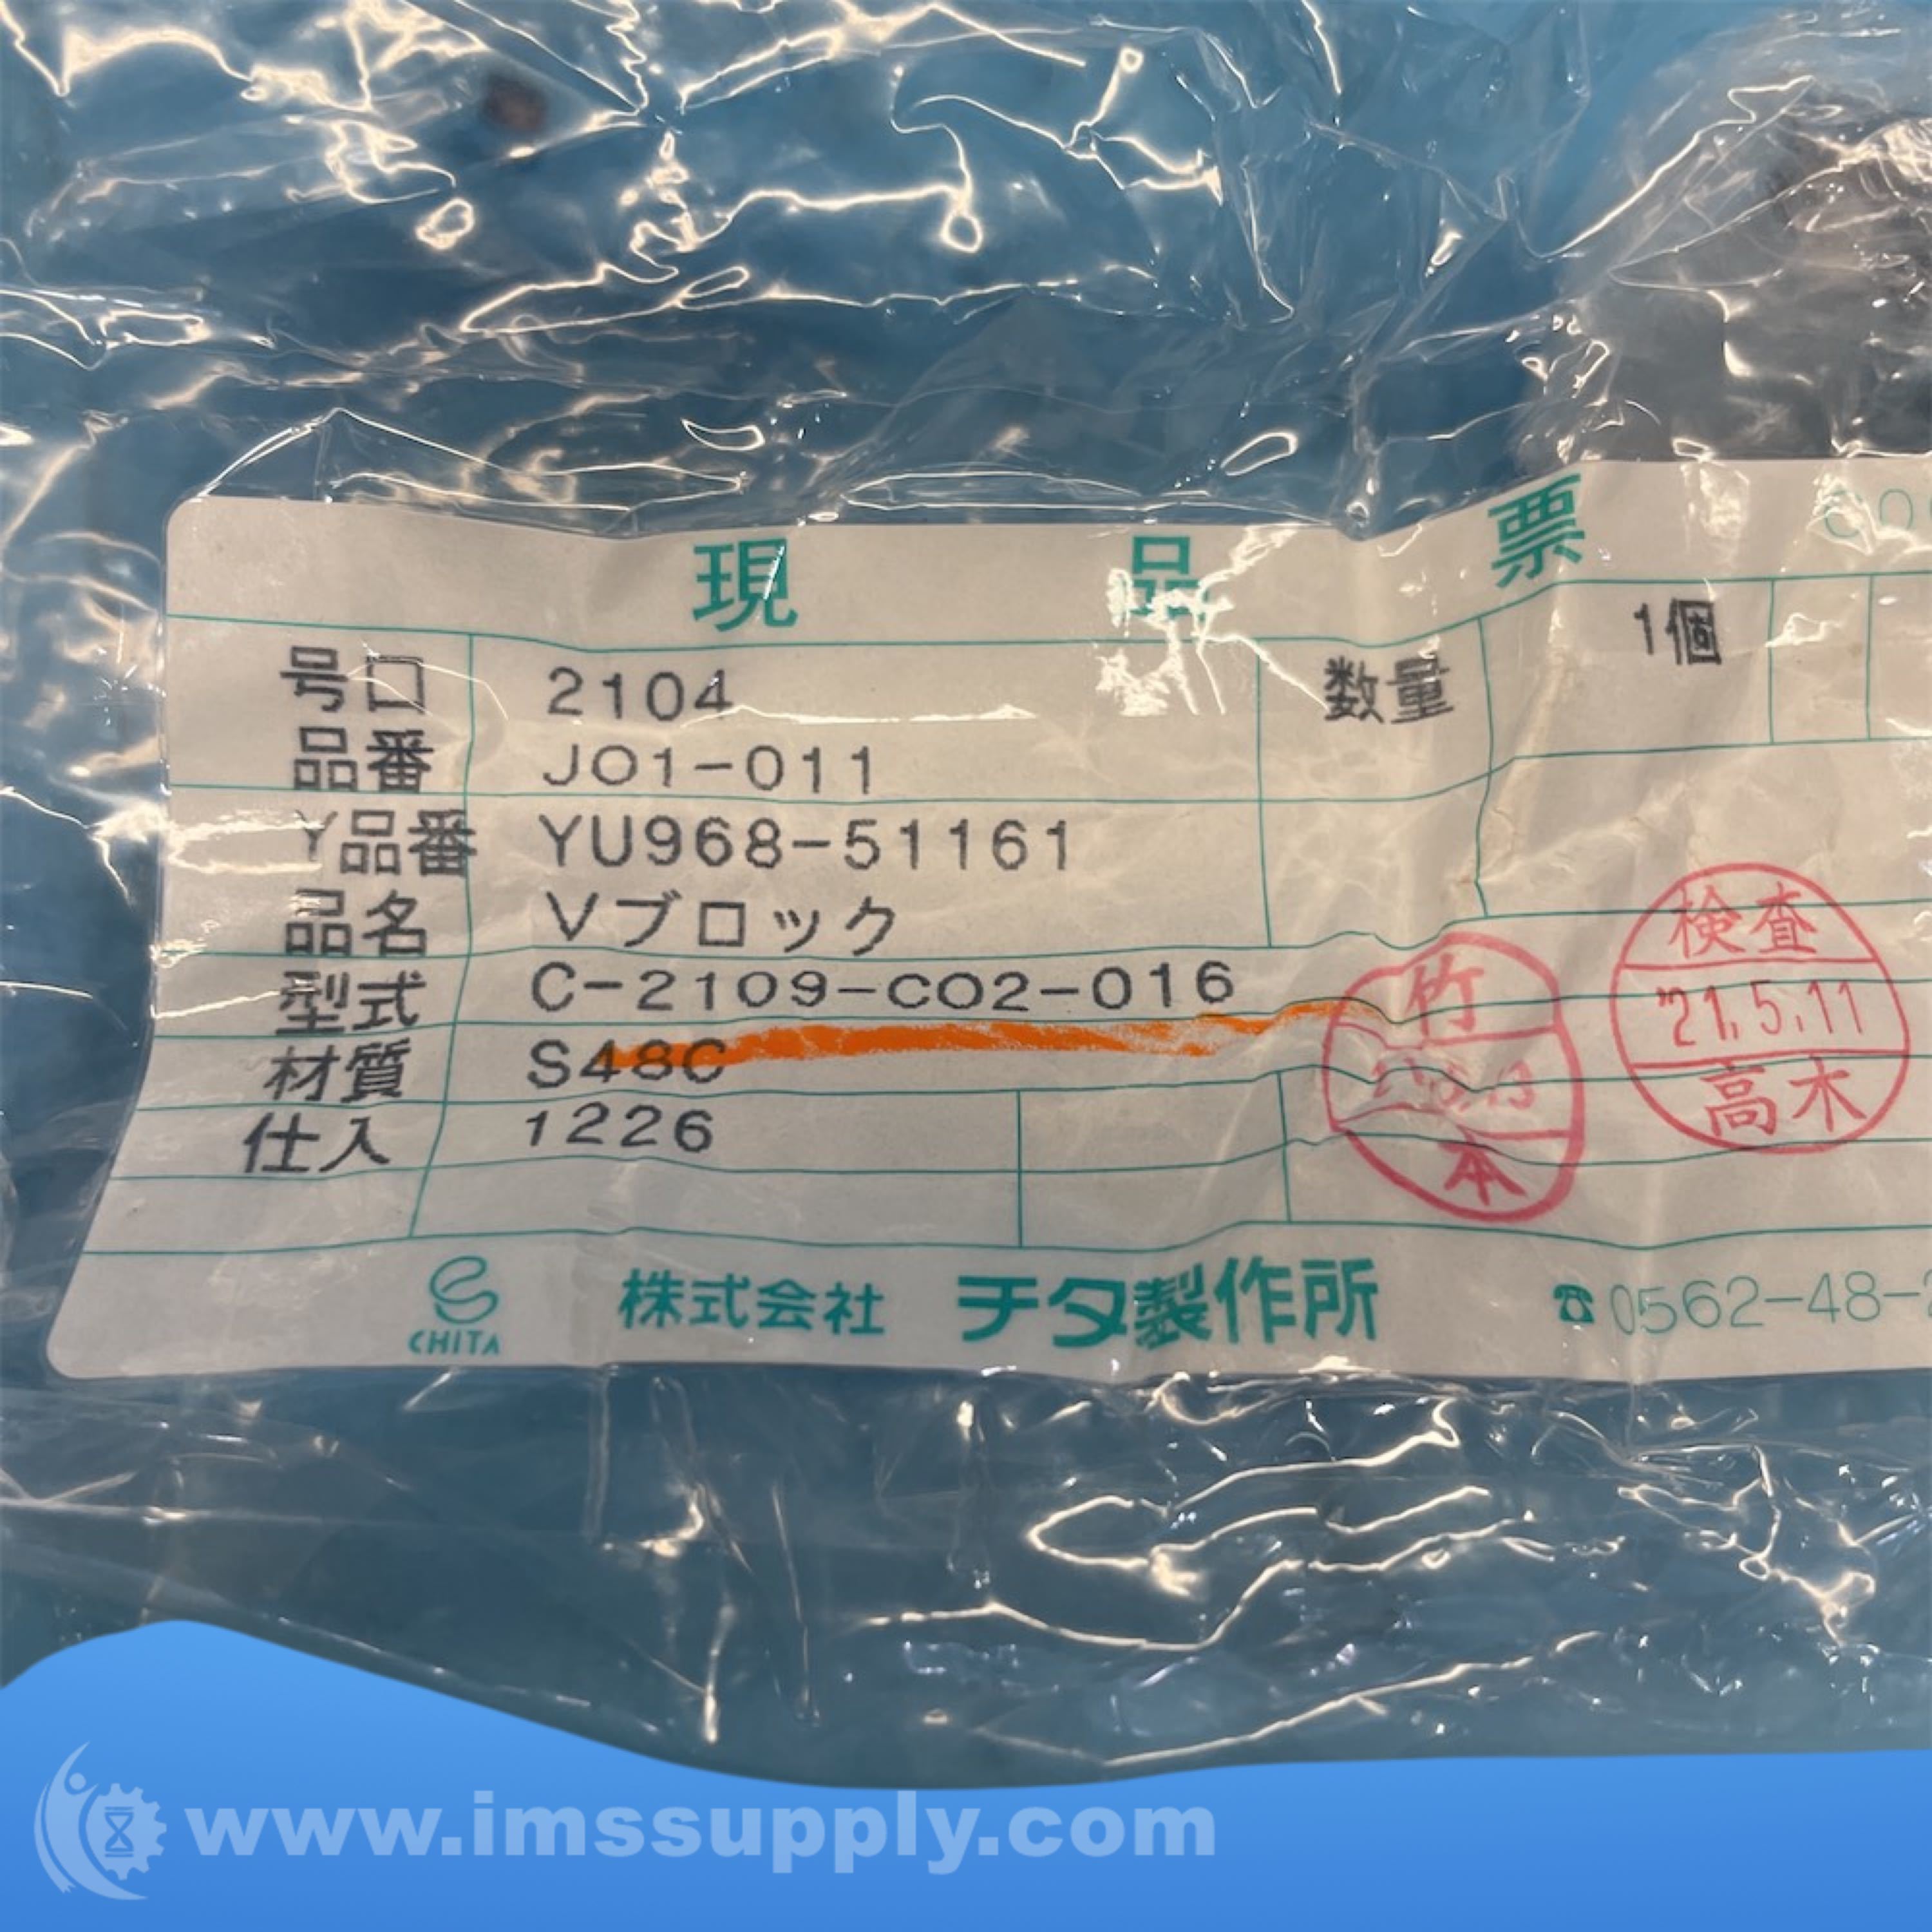 現品票
号口 2104 数量 1個
品番 J01-011
Y品番 YU968-51161
品名 Vブロック
型式 C-2109-C02-016
材質 S48C
仕入 1226
竹
本
検査
'21.5.11
高木
CHITA
株式会社 チタ製作所 ☎0562-48-
www.imssupply.com